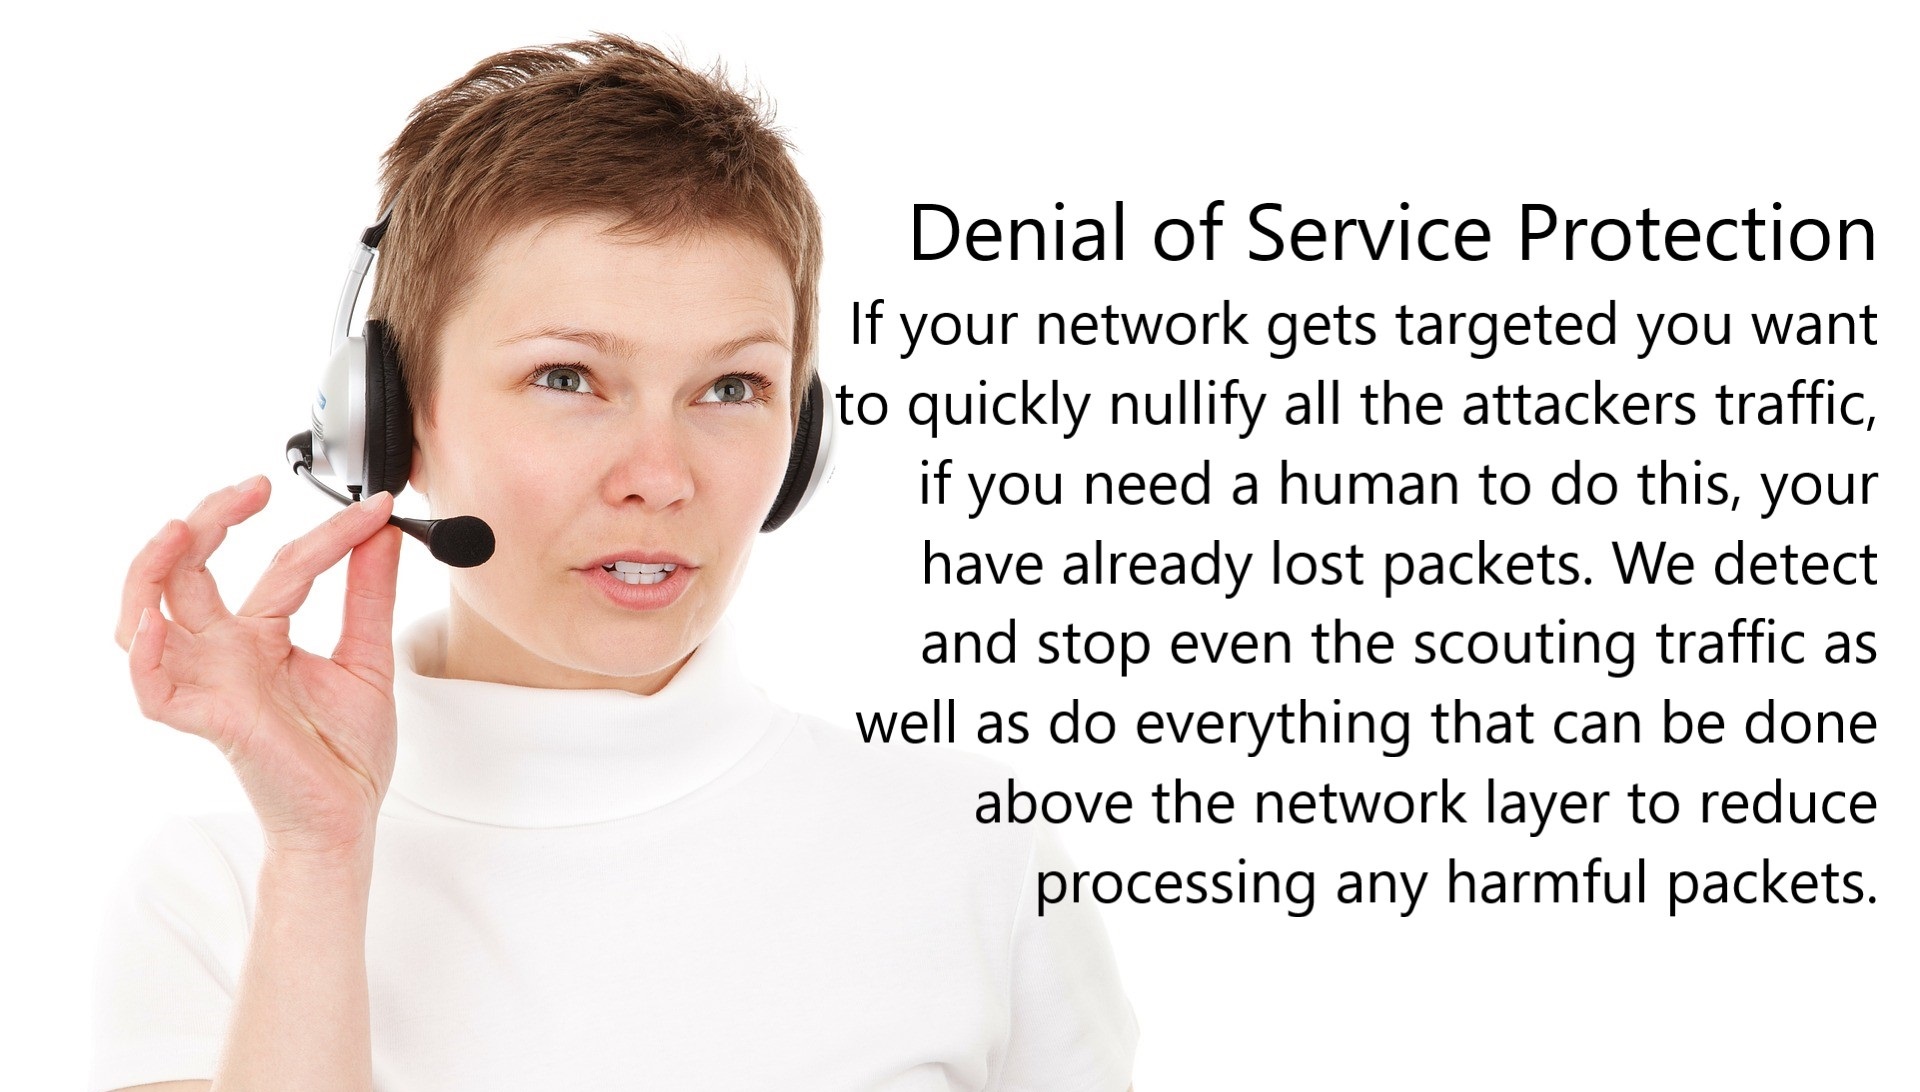 Denial of Service Protection
If your network gets targeted you want
to quickly nullify all the attackers traffic,
if you need a human to do this, your
have already lost packets. We detect
and stop even the scouting traffic as
well as do everything that can be done
above the network layer to reduce
processing any harmful packets.